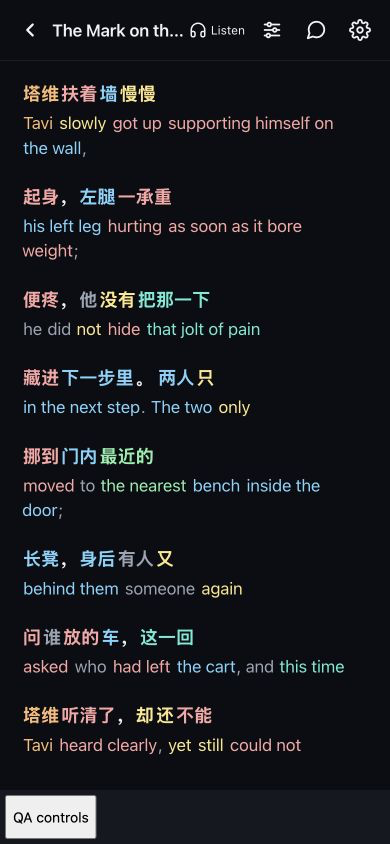 The Mark on th...
Listen
塔维扶着墙慢慢
Tavi slowly got up supporting himself on
the wall,
起身，左腿一承重
his left leg hurting as soon as it bore
weight;
便疼，他没有把那一下
he did not hide that jolt of pain
藏进下一步里。两人只
in the next step. The two only
挪到门内最近的
moved to the nearest bench inside the
door;
长凳，身后有人又
behind them someone again
问谁放的车，这一回
asked who had left the cart, and this time
塔维听清了，却还不能
Tavi heard clearly, yet still could not
QA controls